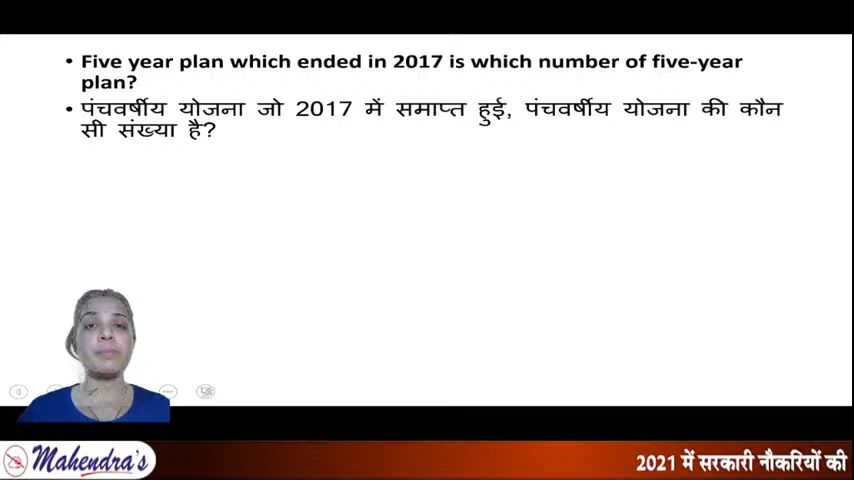 • Five year plan which ended in 2017 is which number of five-year
plan?
• पंचवर्षीय योजना जो 2017 में समाप्त हुई, पंचवर्षीय योजना की कौन
सी संख्या है?
Mahendra's
2021 में सरकारी नौकरियों की